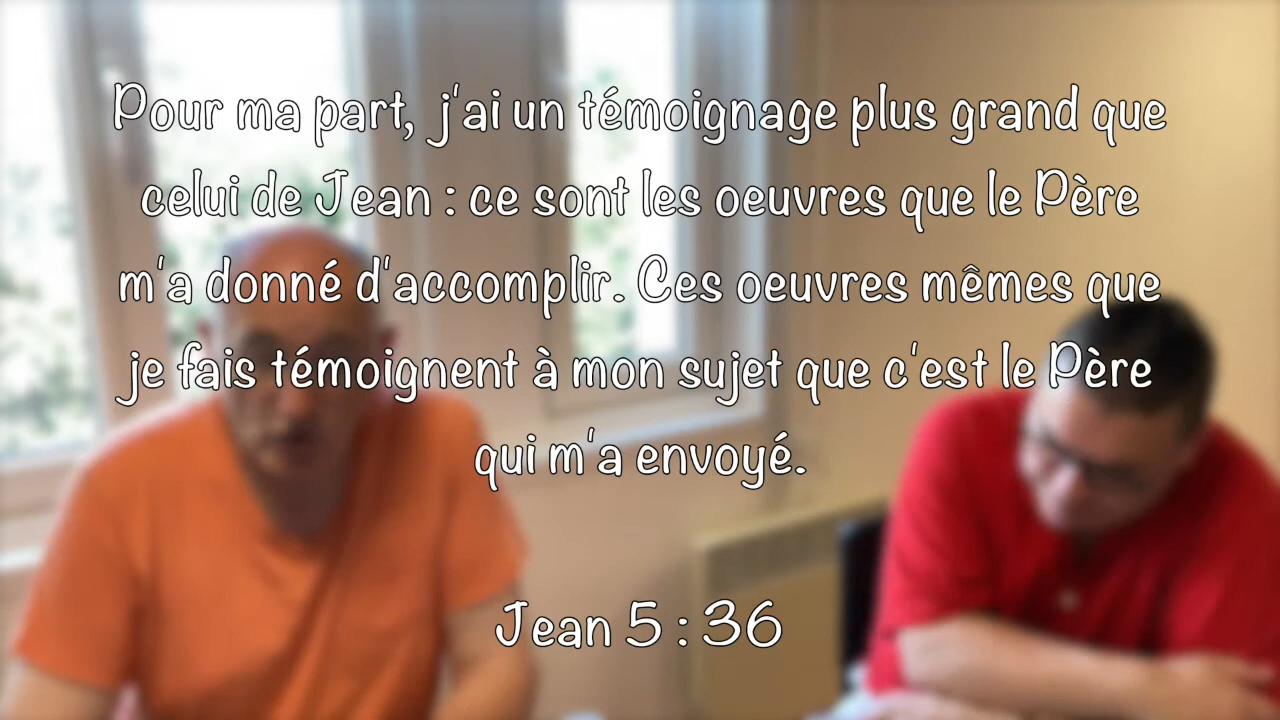 Pour ma part, j'ai un témoignage plus grand que
celui de Jean : ce sont les oeuvres que le Père
m'a donné d'accomplir. Ces oeuvres mêmes que
je fais témoignent à mon sujet que c'est le Père
qui m'a envoyé.
Jean 5 : 36